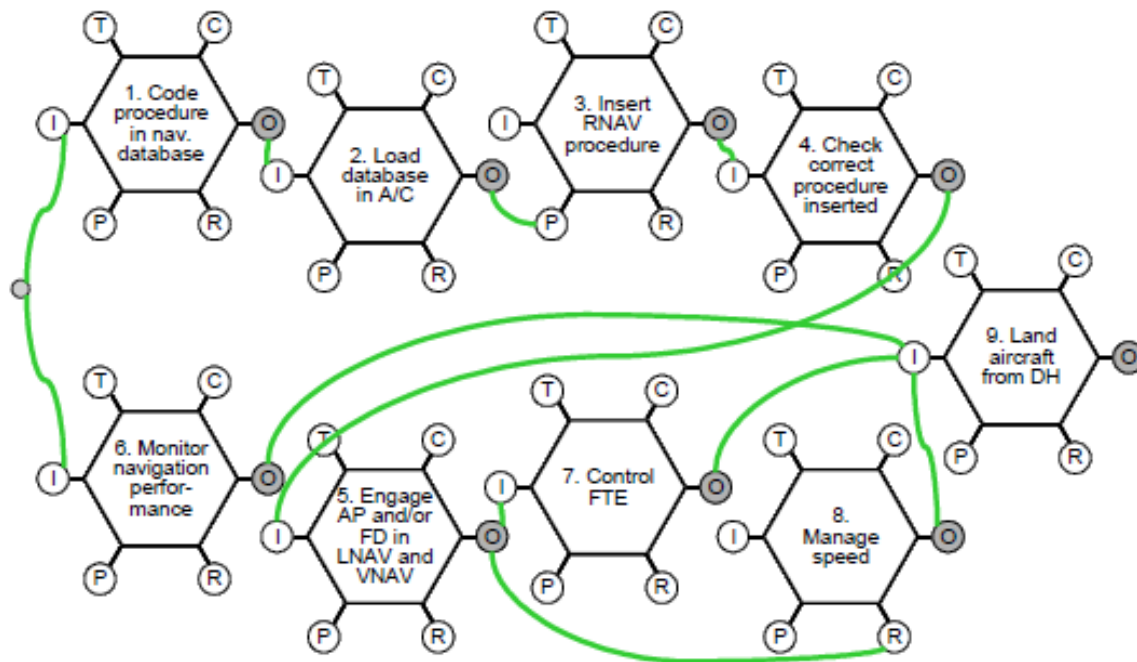 T
C
T
C
1. Code
procedure
in nav.
database
I
O
P
R
T
C
2. Load
database
in A/C
I
O
P
R
3. Insert
RNAV
procedure
I
O
P
R
T
C
4. Check
correct
procedure
inserted
I
O
P
R
T
C
9. Land
aircraft
from DH
I
O
P
R
T
C
6. Monitor
navigation
perfor-
mance
I
O
P
R
T
C
5. Engage
AP and/or
FD in
LNAV and
VNAV
I
O
P
R
T
C
7. Control
FTE
I
O
P
R
T
C
8.
Manage
speed
I
O
P
R